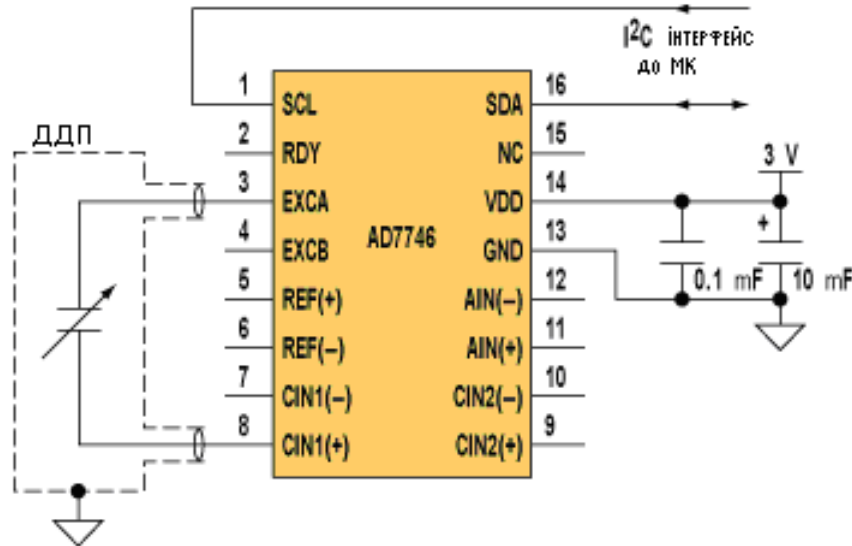 I²C інтерфейс
до МК
ДДП
3 V
0.1 mF
+
10 mF
AD7746
1 SCL
2 RDY
3 EXCA
4 EXCB
5 REF(+)
6 REF(–)
7 CIN1(–)
8 CIN1(+)
16 SDA
15 NC
14 VDD
13 GND
12 AIN(–)
11 AIN(+)
10 CIN2(–)
9 CIN2(+)